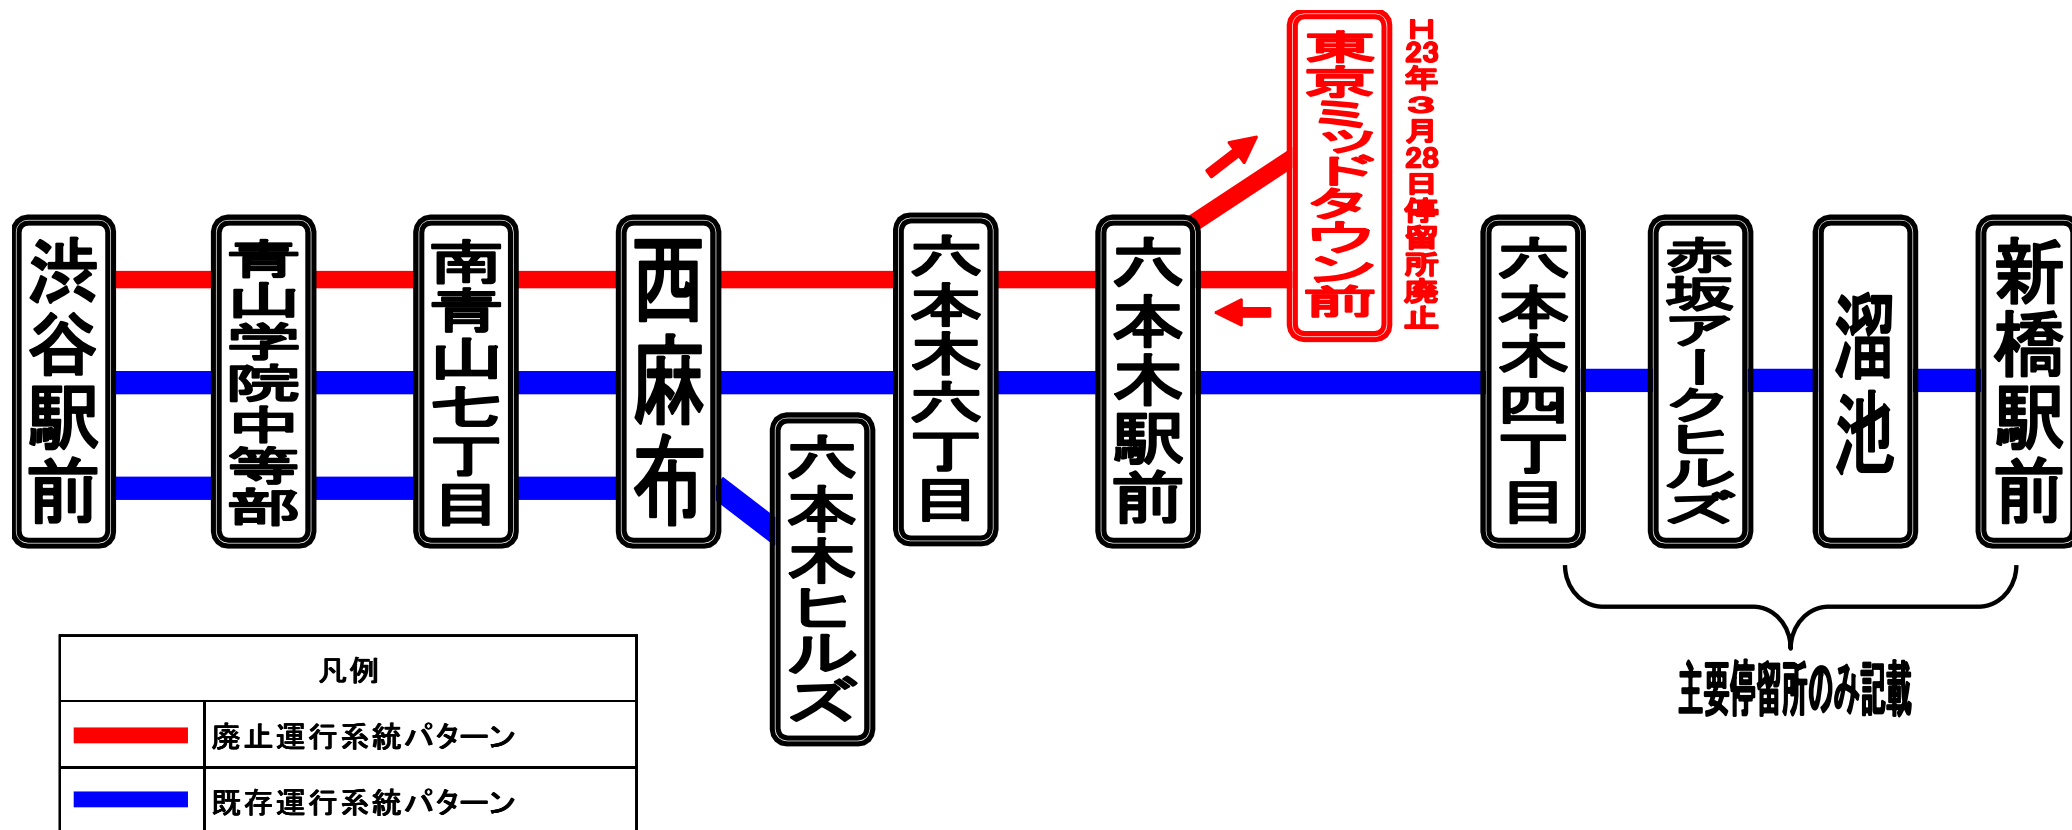 渋谷駅前
青山学院中等部
南青山七丁目
西麻布
六本木ヒルズ
六本木六丁目
六本木駅前
東京ミッドタウン前
H23年3月28日停留所廃止
六本木四丁目
赤坂アークヒルズ
溜池
新橋駅前
主要停留所のみ記載
凡例
廃止運行系統パターン
既存運行系統パターン